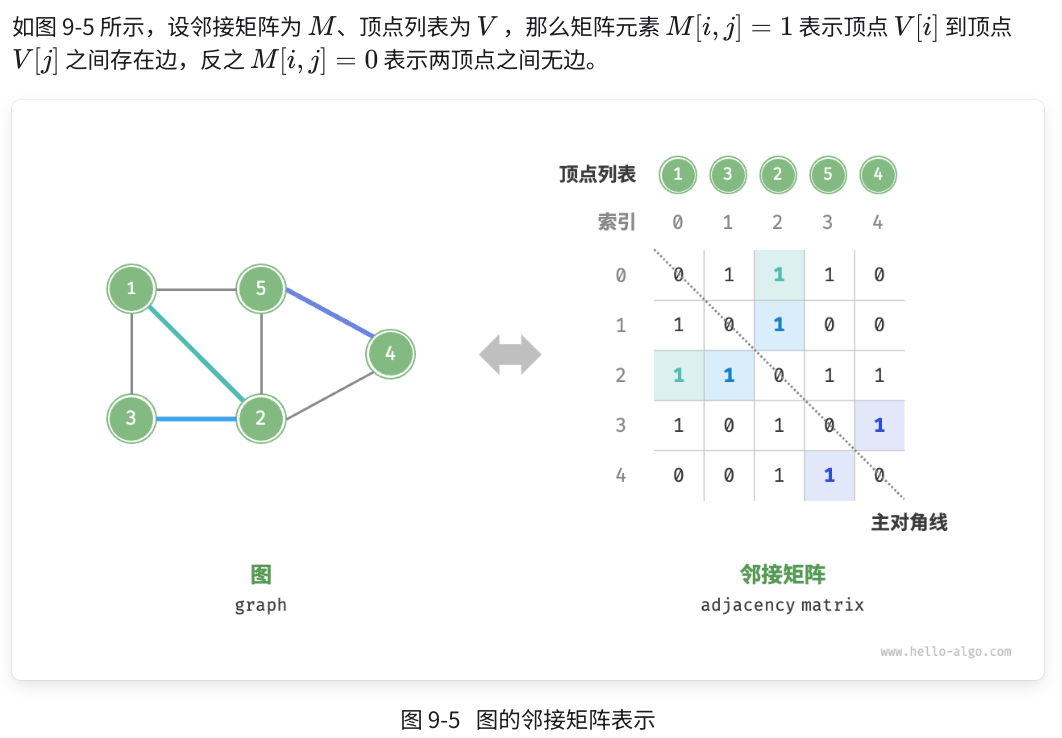 如图 9-5 所示，设邻接矩阵为 M、顶点列表为 V ，那么矩阵元素 M[i, j] = 1 表示顶点 V[i] 到顶点
V[j] 之间存在边，反之 M[i, j] = 0 表示两顶点之间无边。
1
5
4
3
2
图
graph
顶点列表 1 3 2 5 4
索引 0 1 2 3 4
0 0 1 1 1 0
1 1 0 1 0 0
2 1 1 0 1 1
3 1 0 1 0 1
4 0 0 1 1 0
主对角线
邻接矩阵
adjacency matrix
www.hello-algo.com
图 9-5 图的邻接矩阵表示